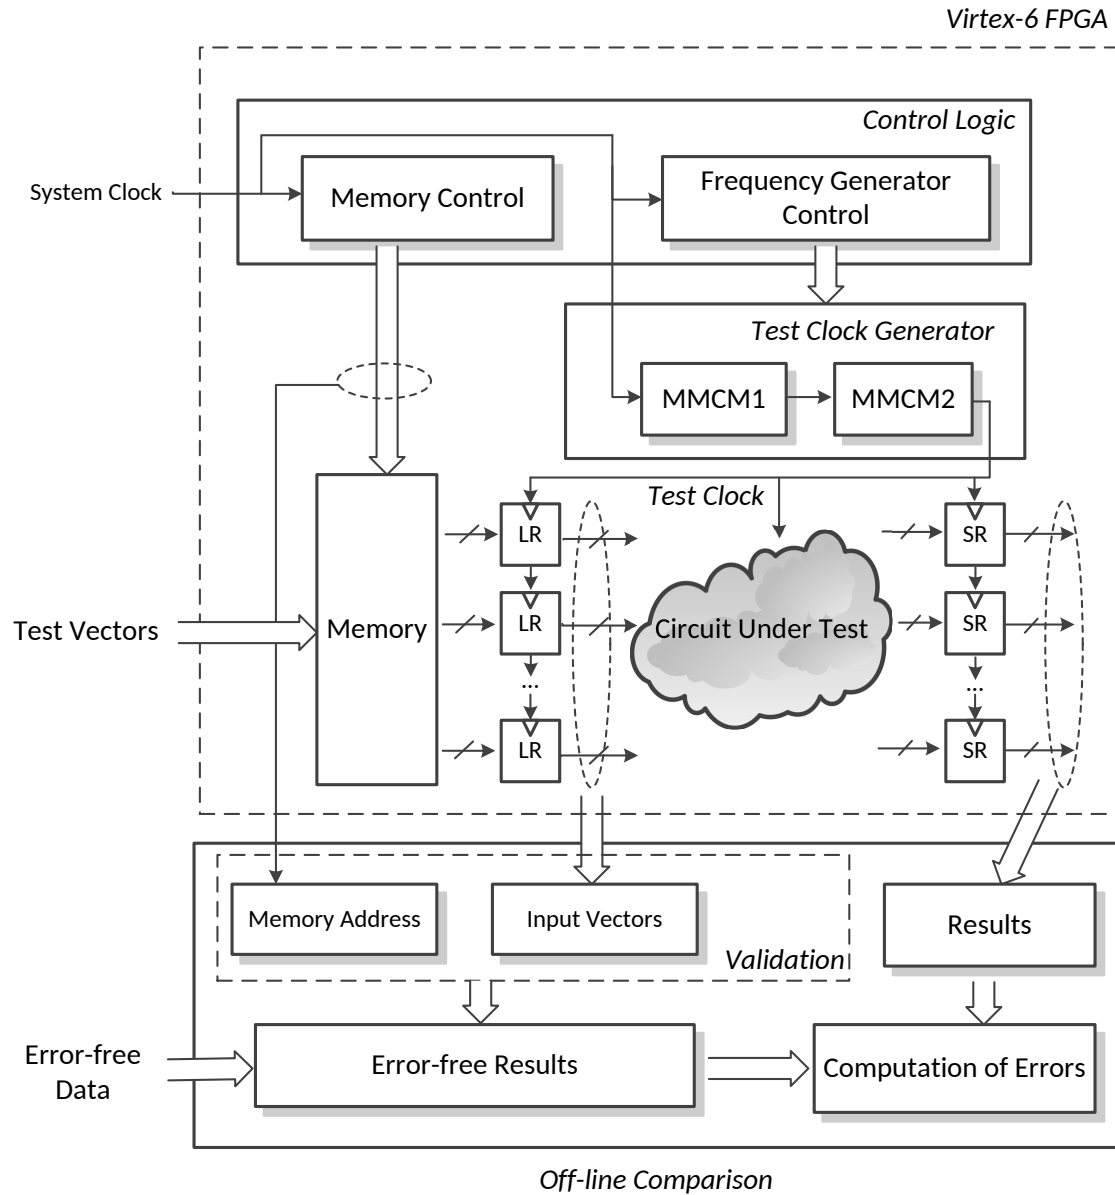 Virtex-6 FPGA
Control Logic
System Clock
Memory Control
Frequency Generator
Control
Test Clock Generator
MMCM1
MMCM2
Test Clock
LR
SR
Test Vectors
Memory
LR
Circuit Under Test
SR
...
...
LR
SR
Memory Address
Input Vectors
Results
Validation
Error-free
Data
Error-free Results
Computation of Errors
Off-line Comparison